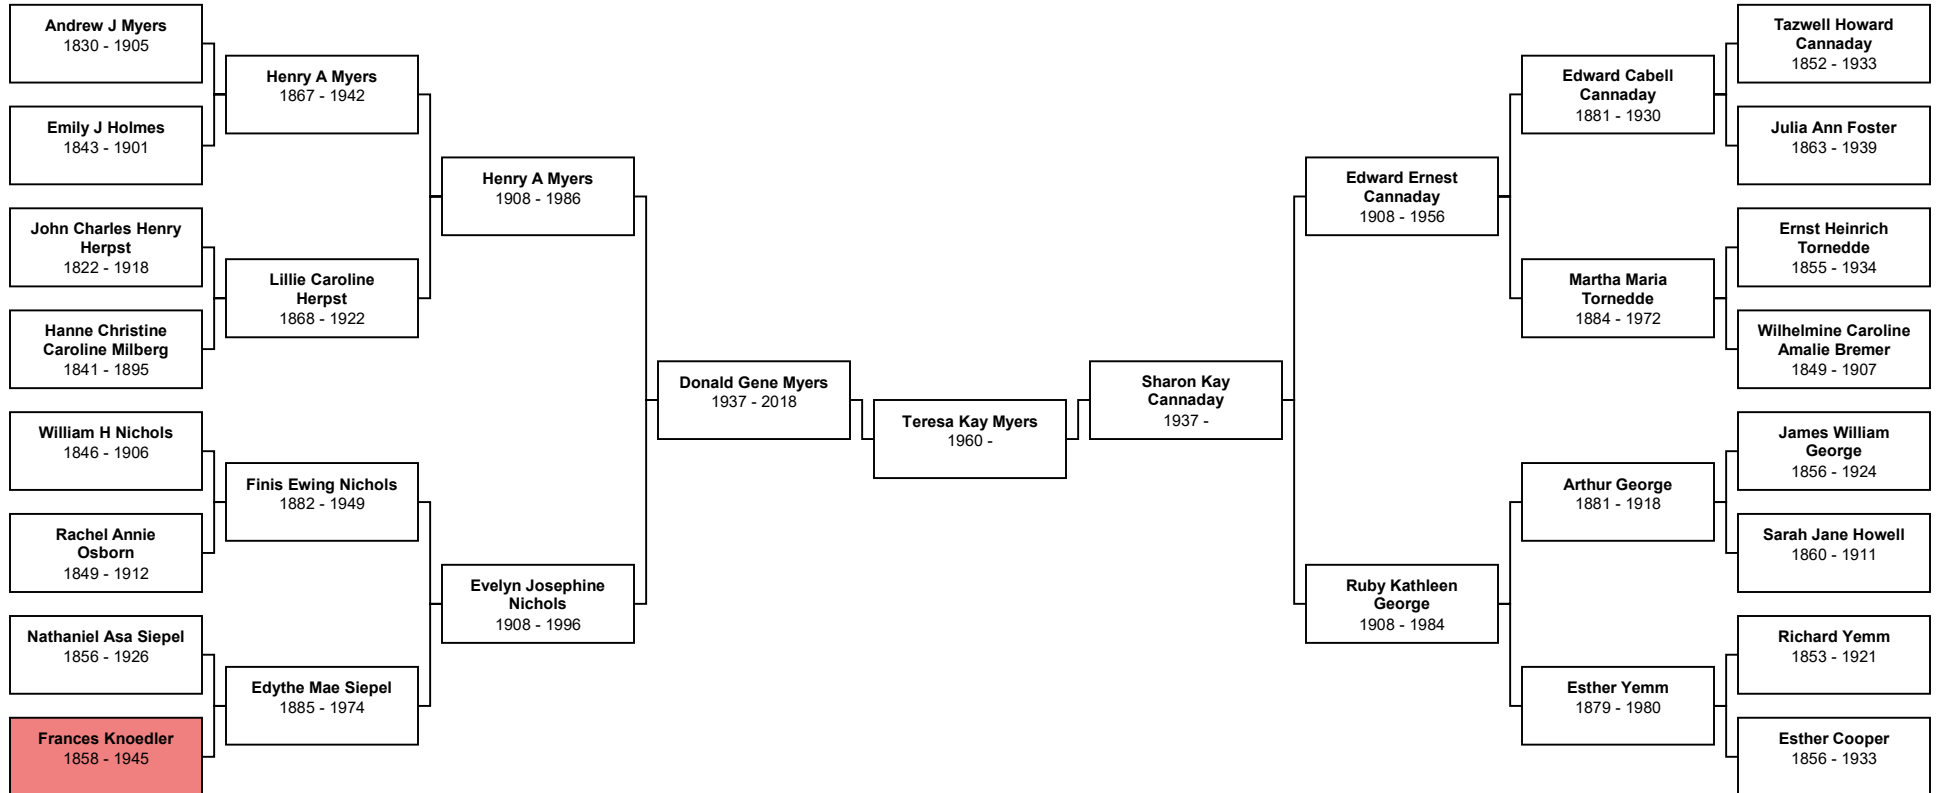 Andrew J Myers
1830 - 1905
Emily J Holmes
1843 - 1901
John Charles Henry
Herpst
1822 - 1918
Hanne Christine
Caroline Milberg
1841 - 1895
William H Nichols
1846 - 1906
Rachel Annie
Osborn
1849 - 1912
Nathaniel Asa Siepel
1856 - 1926
Frances Knoedler
1858 - 1945
Henry A Myers
1867 - 1942
Lillie Caroline
Herpst
1868 - 1922
Finis Ewing Nichols
1882 - 1949
Edythe Mae Siepel
1885 - 1974
Henry A Myers
1908 - 1986
Evelyn Josephine
Nichols
1908 - 1996
Donald Gene Myers
1937 - 2018
Teresa Kay Myers
1960 -
Sharon Kay
Cannaday
1937 -
Edward Ernest
Cannaday
1908 - 1956
Ruby Kathleen
George
1908 - 1984
Edward Cabell
Cannaday
1881 - 1930
Martha Maria
Tornedde
1884 - 1972
Arthur George
1881 - 1918
Esther Yemm
1879 - 1980
Tazwell Howard
Cannaday
1852 - 1933
Julia Ann Foster
1863 - 1939
Ernst Heinrich
Tornedde
1855 - 1934
Wilhelmine Caroline
Amalie Bremer
1849 - 1907
James William
George
1856 - 1924
Sarah Jane Howell
1860 - 1911
Richard Yemm
1853 - 1921
Esther Cooper
1856 - 1933